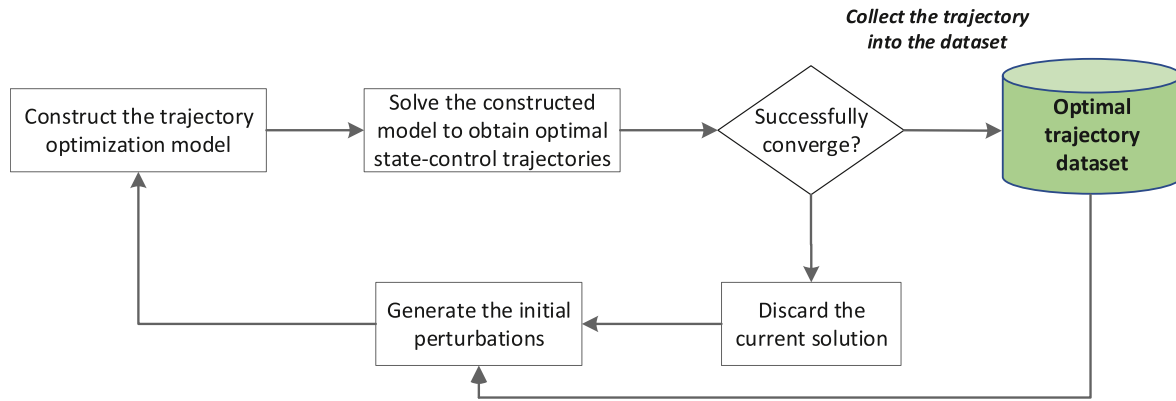 Collect the trajectory
into the dataset
Construct the trajectory
optimization model
Solve the constructed
model to obtain optimal
state-control trajectories
Successfully
converge?
Optimal
trajectory
dataset
Generate the initial
perturbations
Discard the
current solution